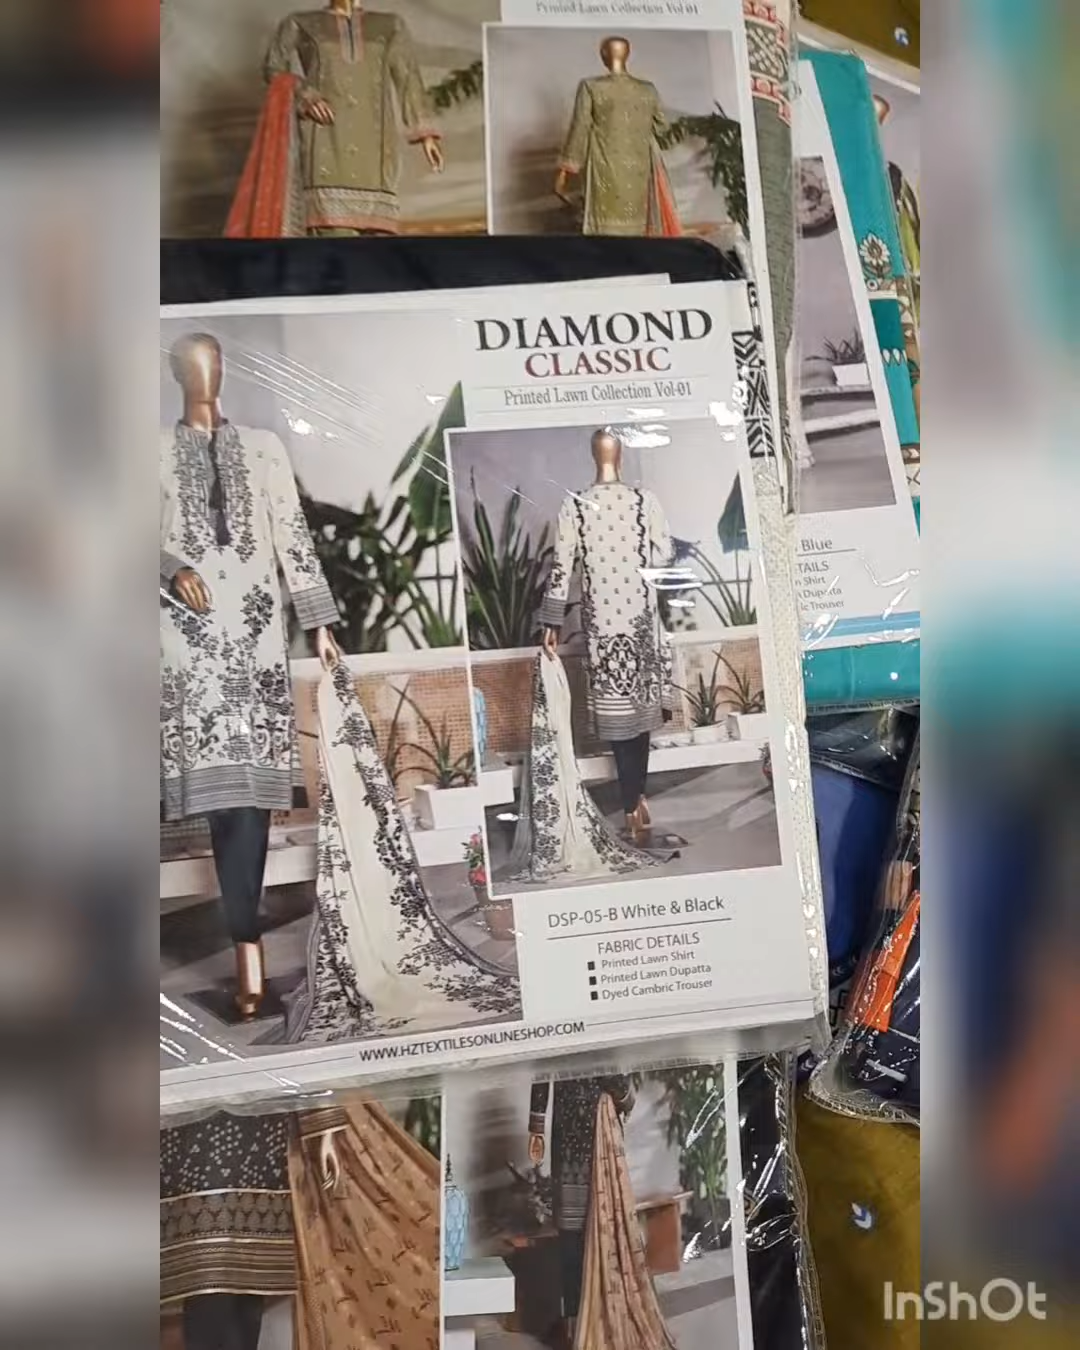 Printed Lawn Collection Vol 01
DIAMOND
CLASSIC
Printed Lawn Collection Vol-01
Blue
TAILS
Shirt
Dupatta
Trouser
DSP-05-B White & Black
FABRIC DETAILS
Printed Lawn Shirt
Printed Lawn Dupatta
Dyed Cambric Trouser
WWW.HZTEXTILESONLINESHOP.COM
InShOt